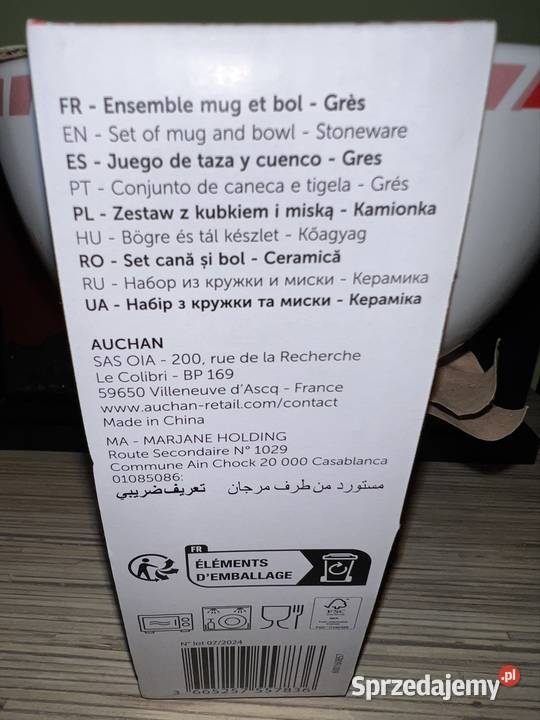 FR - Ensemble mug et bol - Grès
EN - Set of mug and bowl - Stoneware
ES - Juego de taza y cuenco - Gres
PT - Conjunto de caneca e tigela - Grés
PL - Zestaw z kubkiem i miską - Kamionka
HU - Bögre és tál készlet - Kőagyag
RO - Set cană și bol - Ceramică
RU - Набор из кружки и миски - Керамика
UA - Набір з кружки та миски - Кераміка
AUCHAN
SAS OIA - 200, rue de la Recherche
Le Colibri - BP 169
59650 Villeneuve d'Ascq - France
www.auchan-retail.com/contact
Made in China
MA - MARJANE HOLDING
Route Secondaire N° 1029
Commune Ain Chock 20 000 Casablanca
01085086:
مستورد من طرف مرجان تعريف ضريبي
FR
ÉLÉMENTS
D'EMBALLAGE
FSC
N° lot 07/2024
3 665257 557836
Sprzedajemy.pl